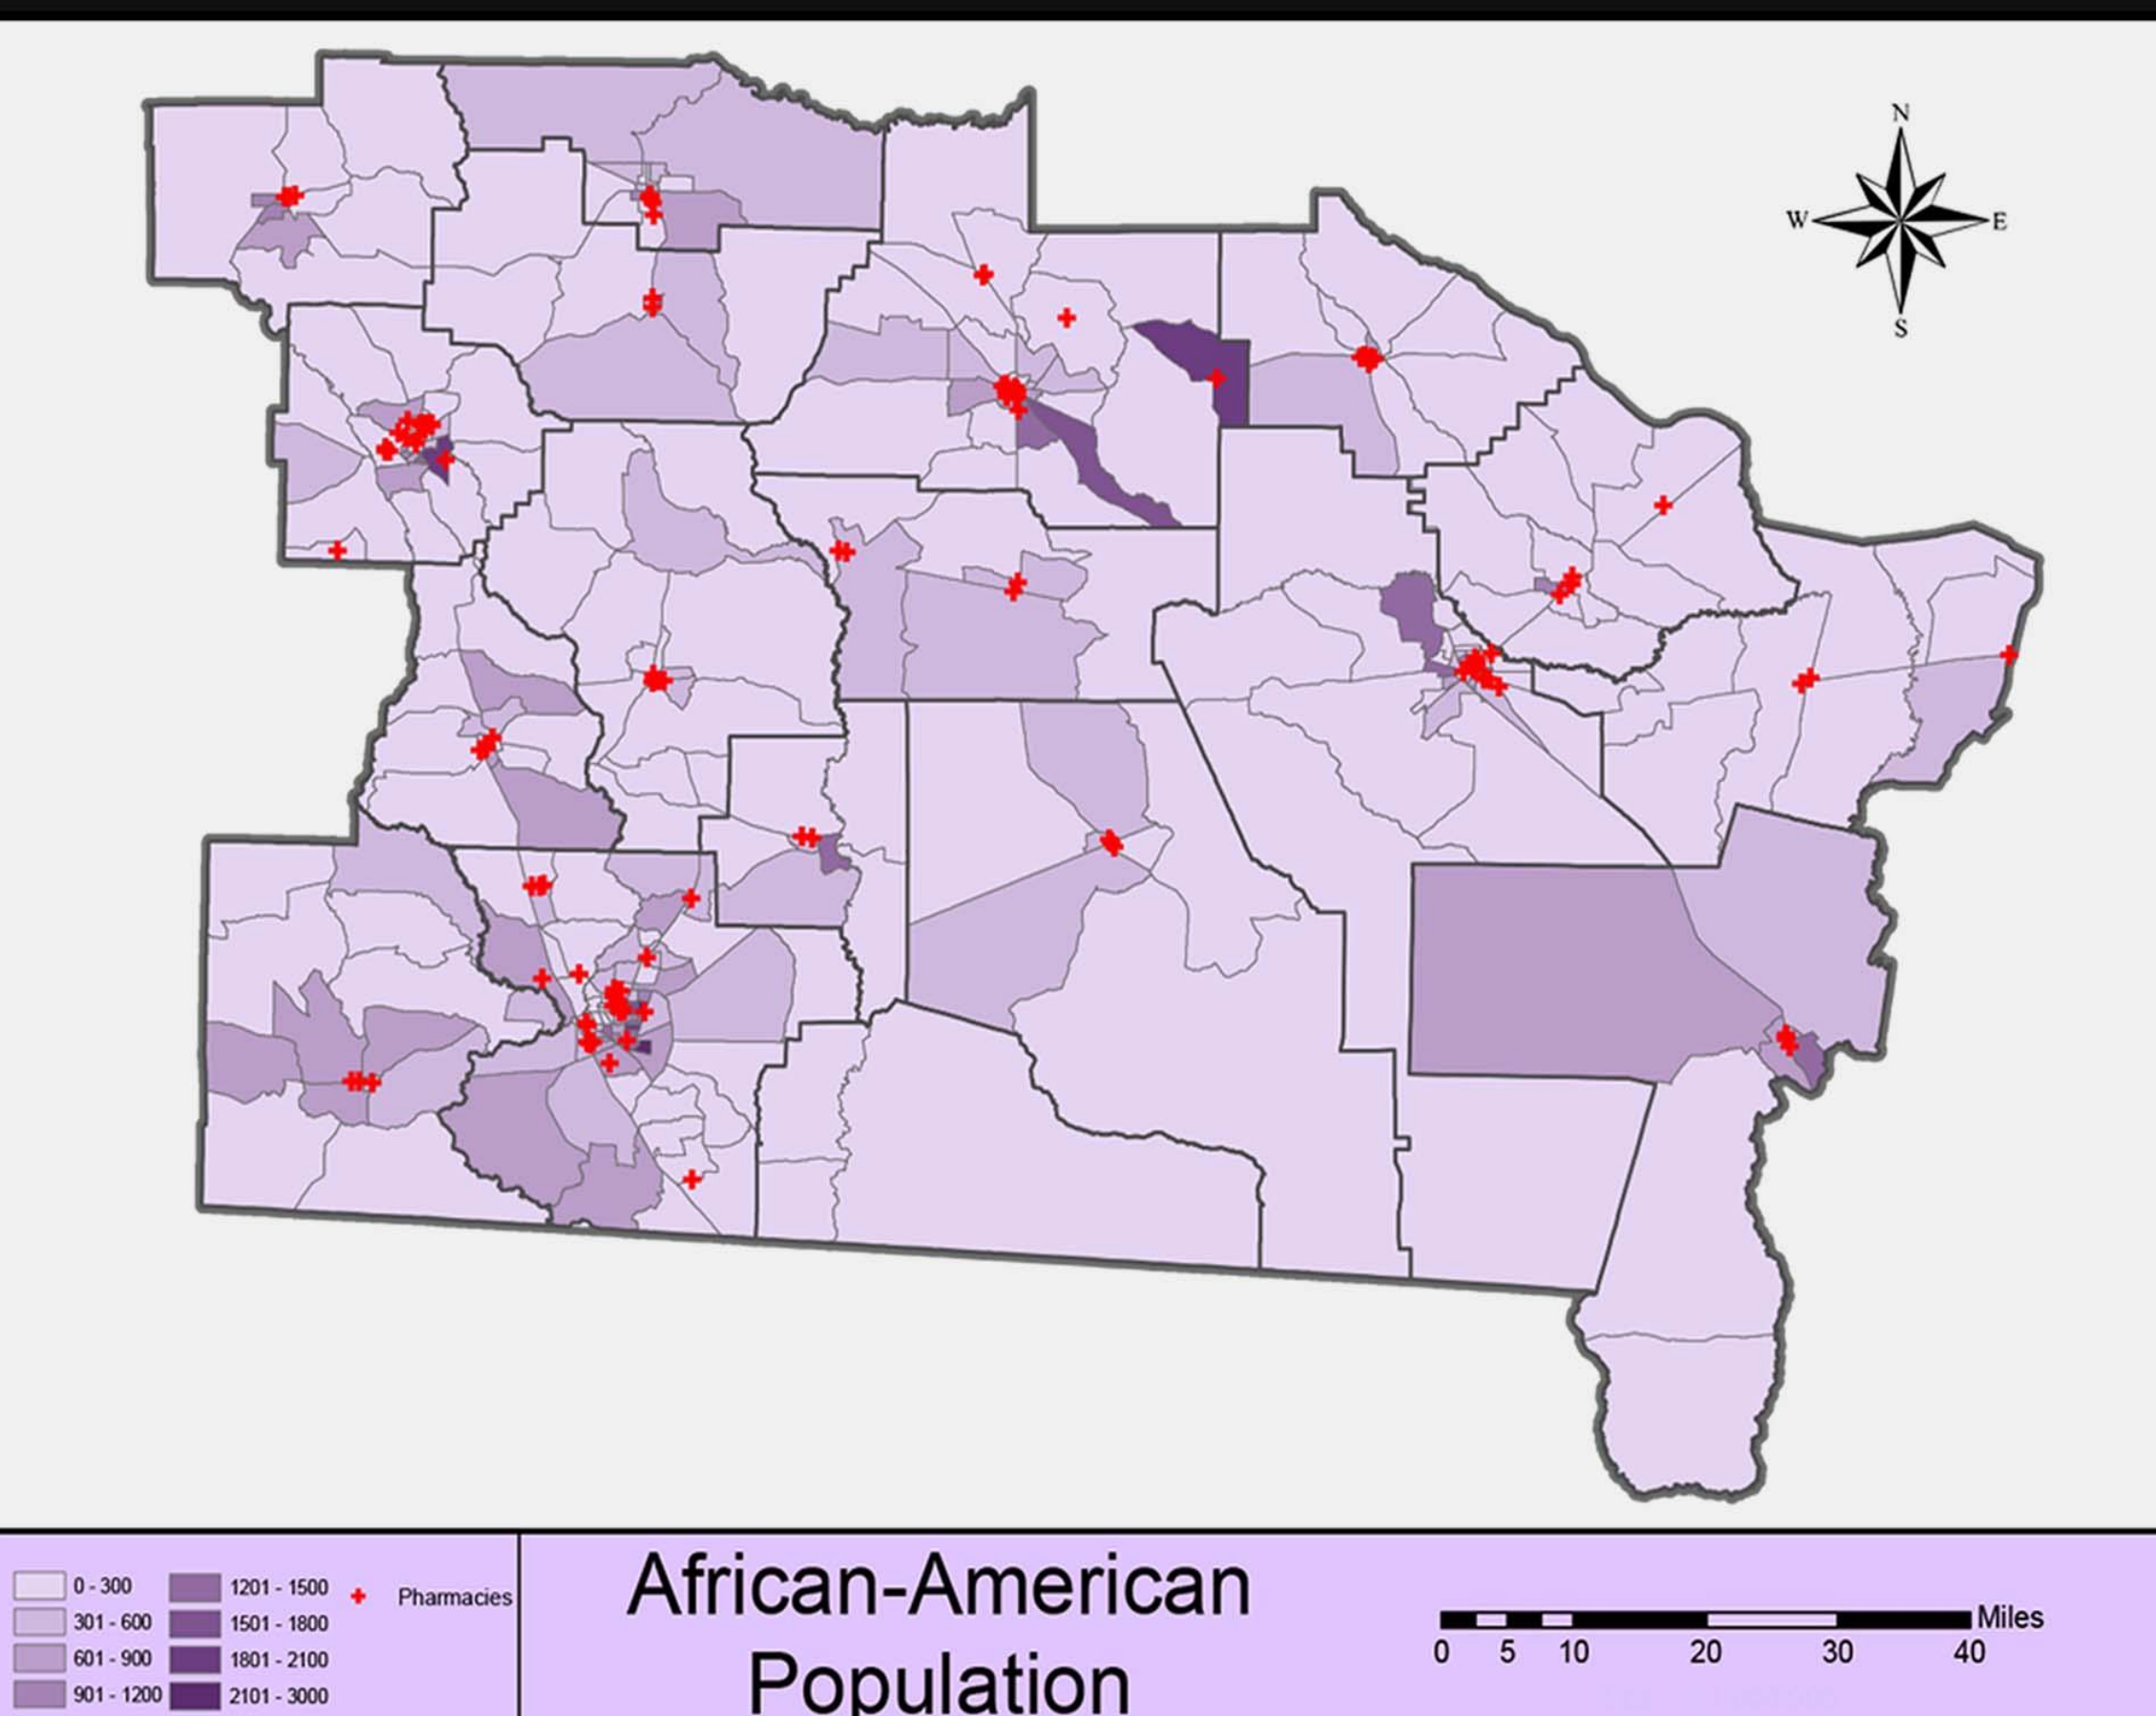 N
W E
S
0 - 300
301 - 600
601 - 900
901 - 1200
1201 - 1500
1501 - 1800
1801 - 2100
2101 - 3000
Pharmacies
African-American
Population
Miles
0 5 10 20 30 40